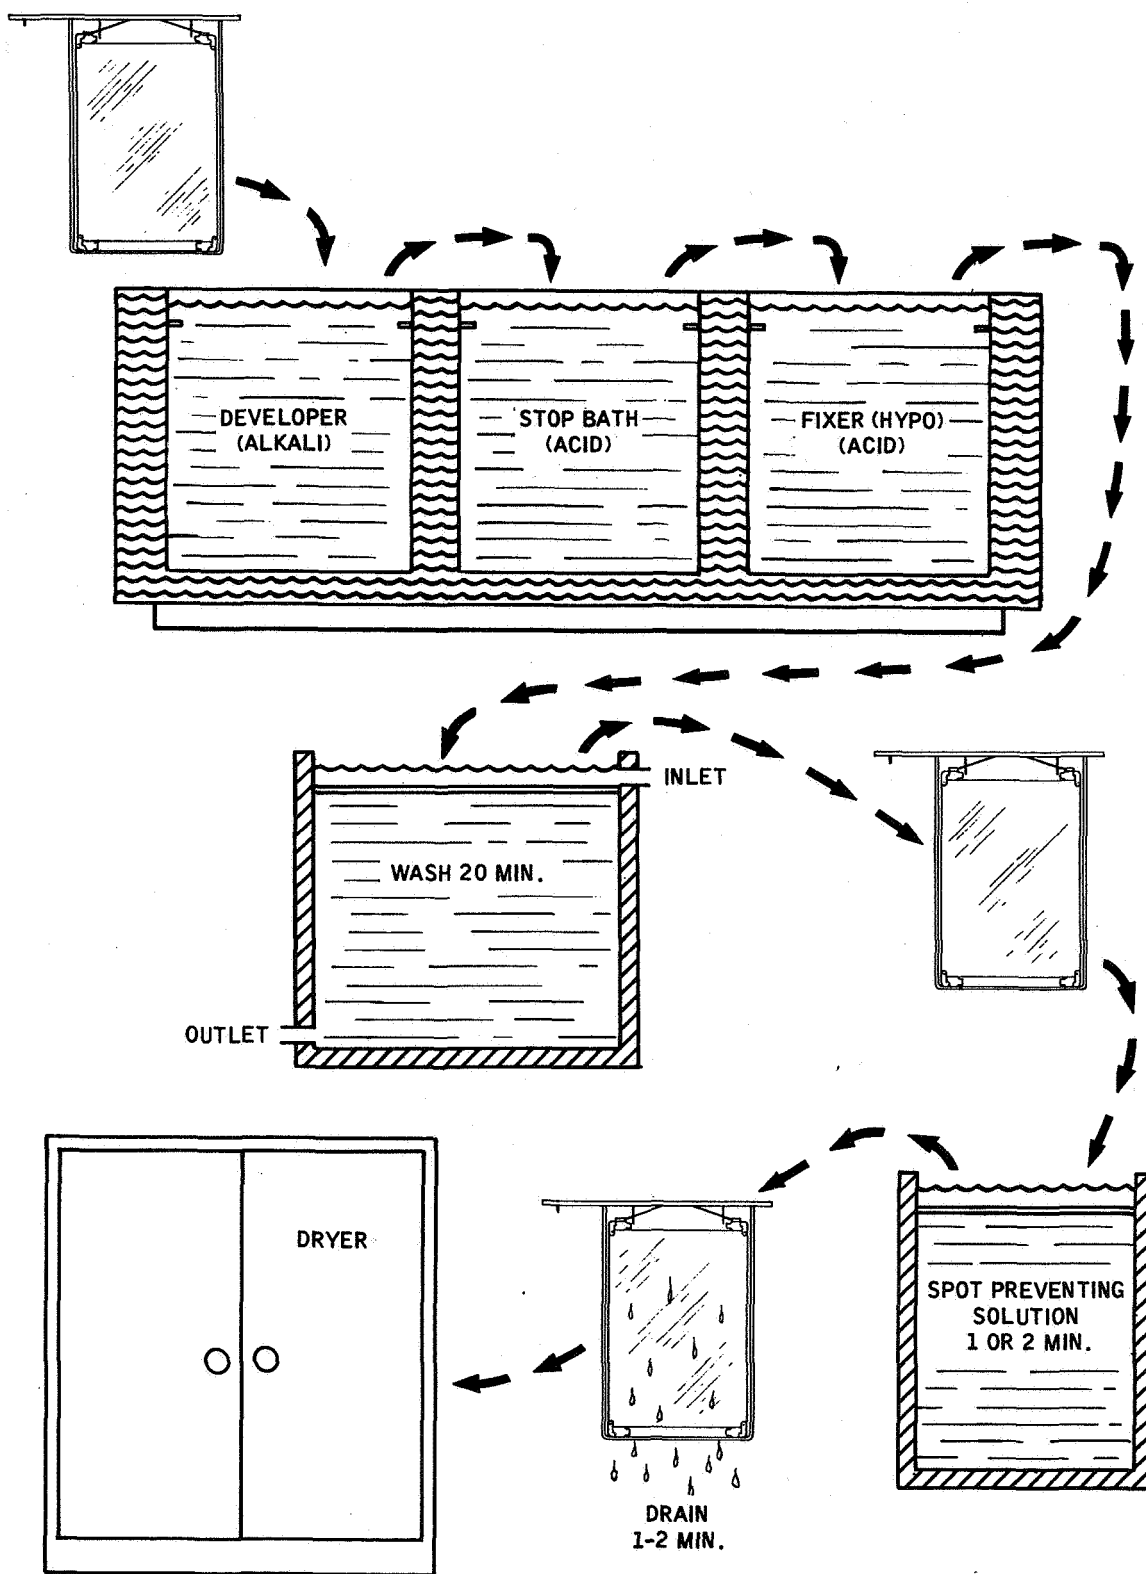 DEVELOPER
(ALKALI)
STOP BATH
(ACID)
FIXER (HYPO)
(ACID)
INLET
WASH 20 MIN.
OUTLET
DRYER
SPOT PREVENTING
SOLUTION
1 OR 2 MIN.
DRAIN
1-2 MIN.